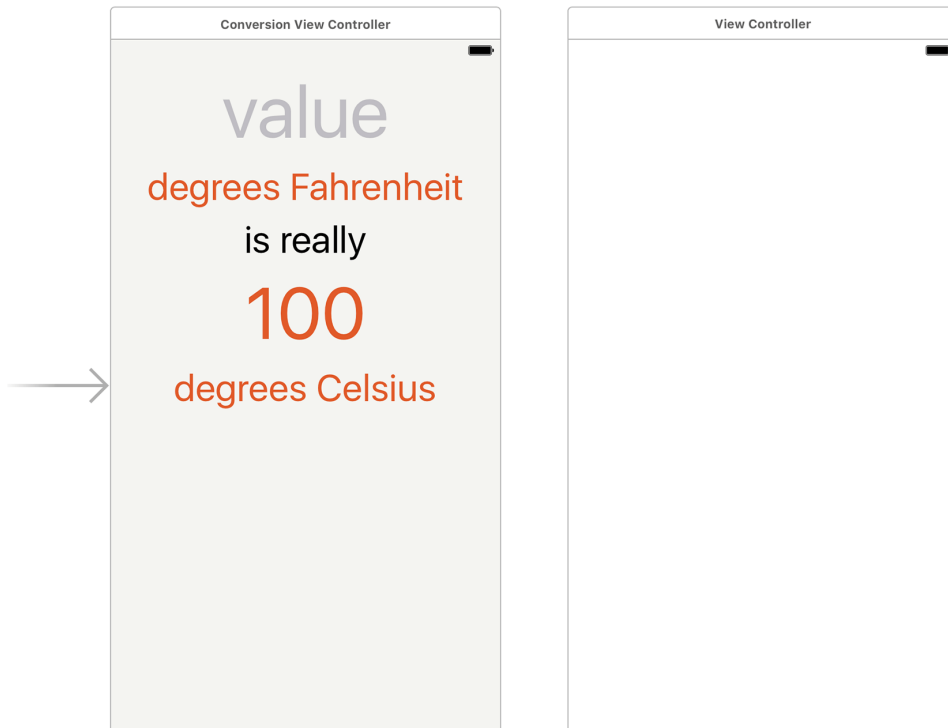 Conversion View Controller
value
degrees Fahrenheit
is really
100
degrees Celsius
View Controller